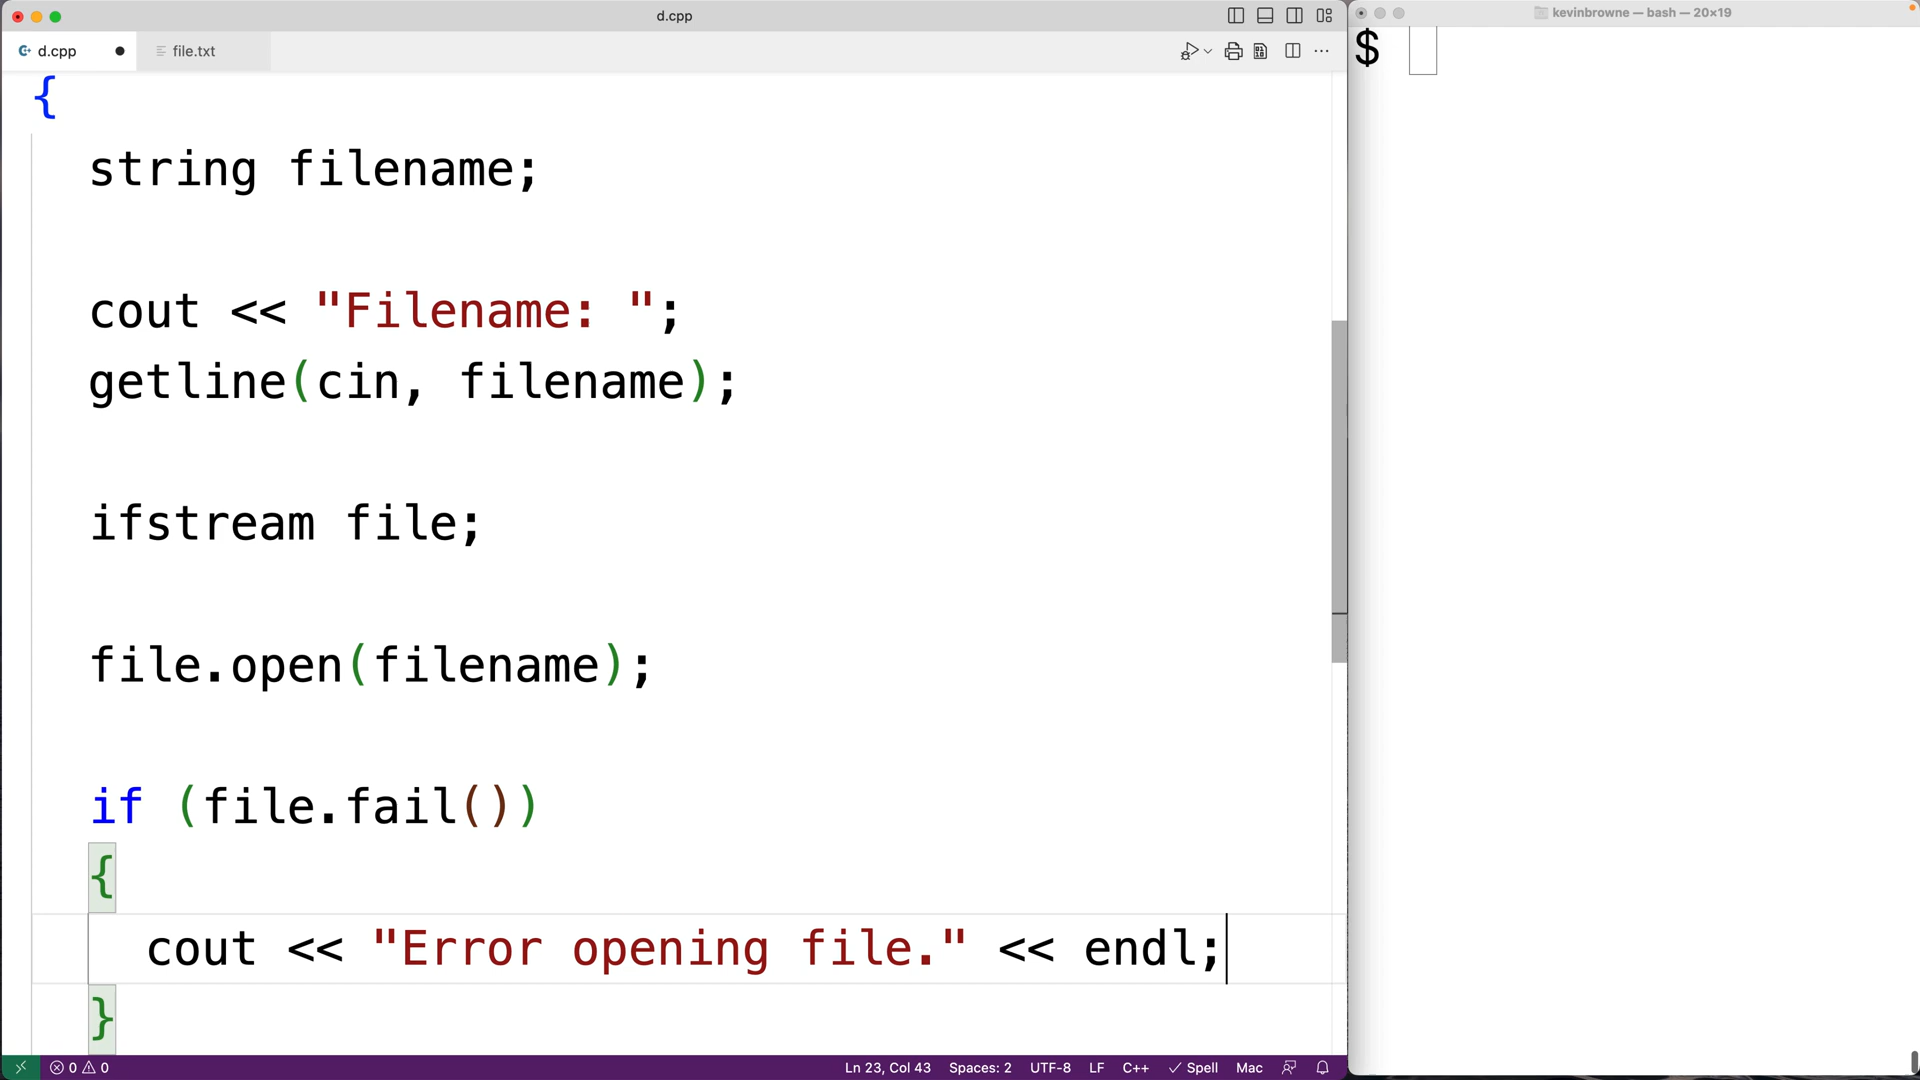 d.cpp
kevinbrowne — bash — 20×19
d.cpp
file.txt
$
{
string filename;
cout << "Filename: ";
getline(cin, filename);
ifstream file;
file.open(filename);
if (file.fail())
{
cout << "Error opening file." << endl;
}
0 0 Ln 23, Col 43 Spaces: 2 UTF-8 LF C++ Spell Mac